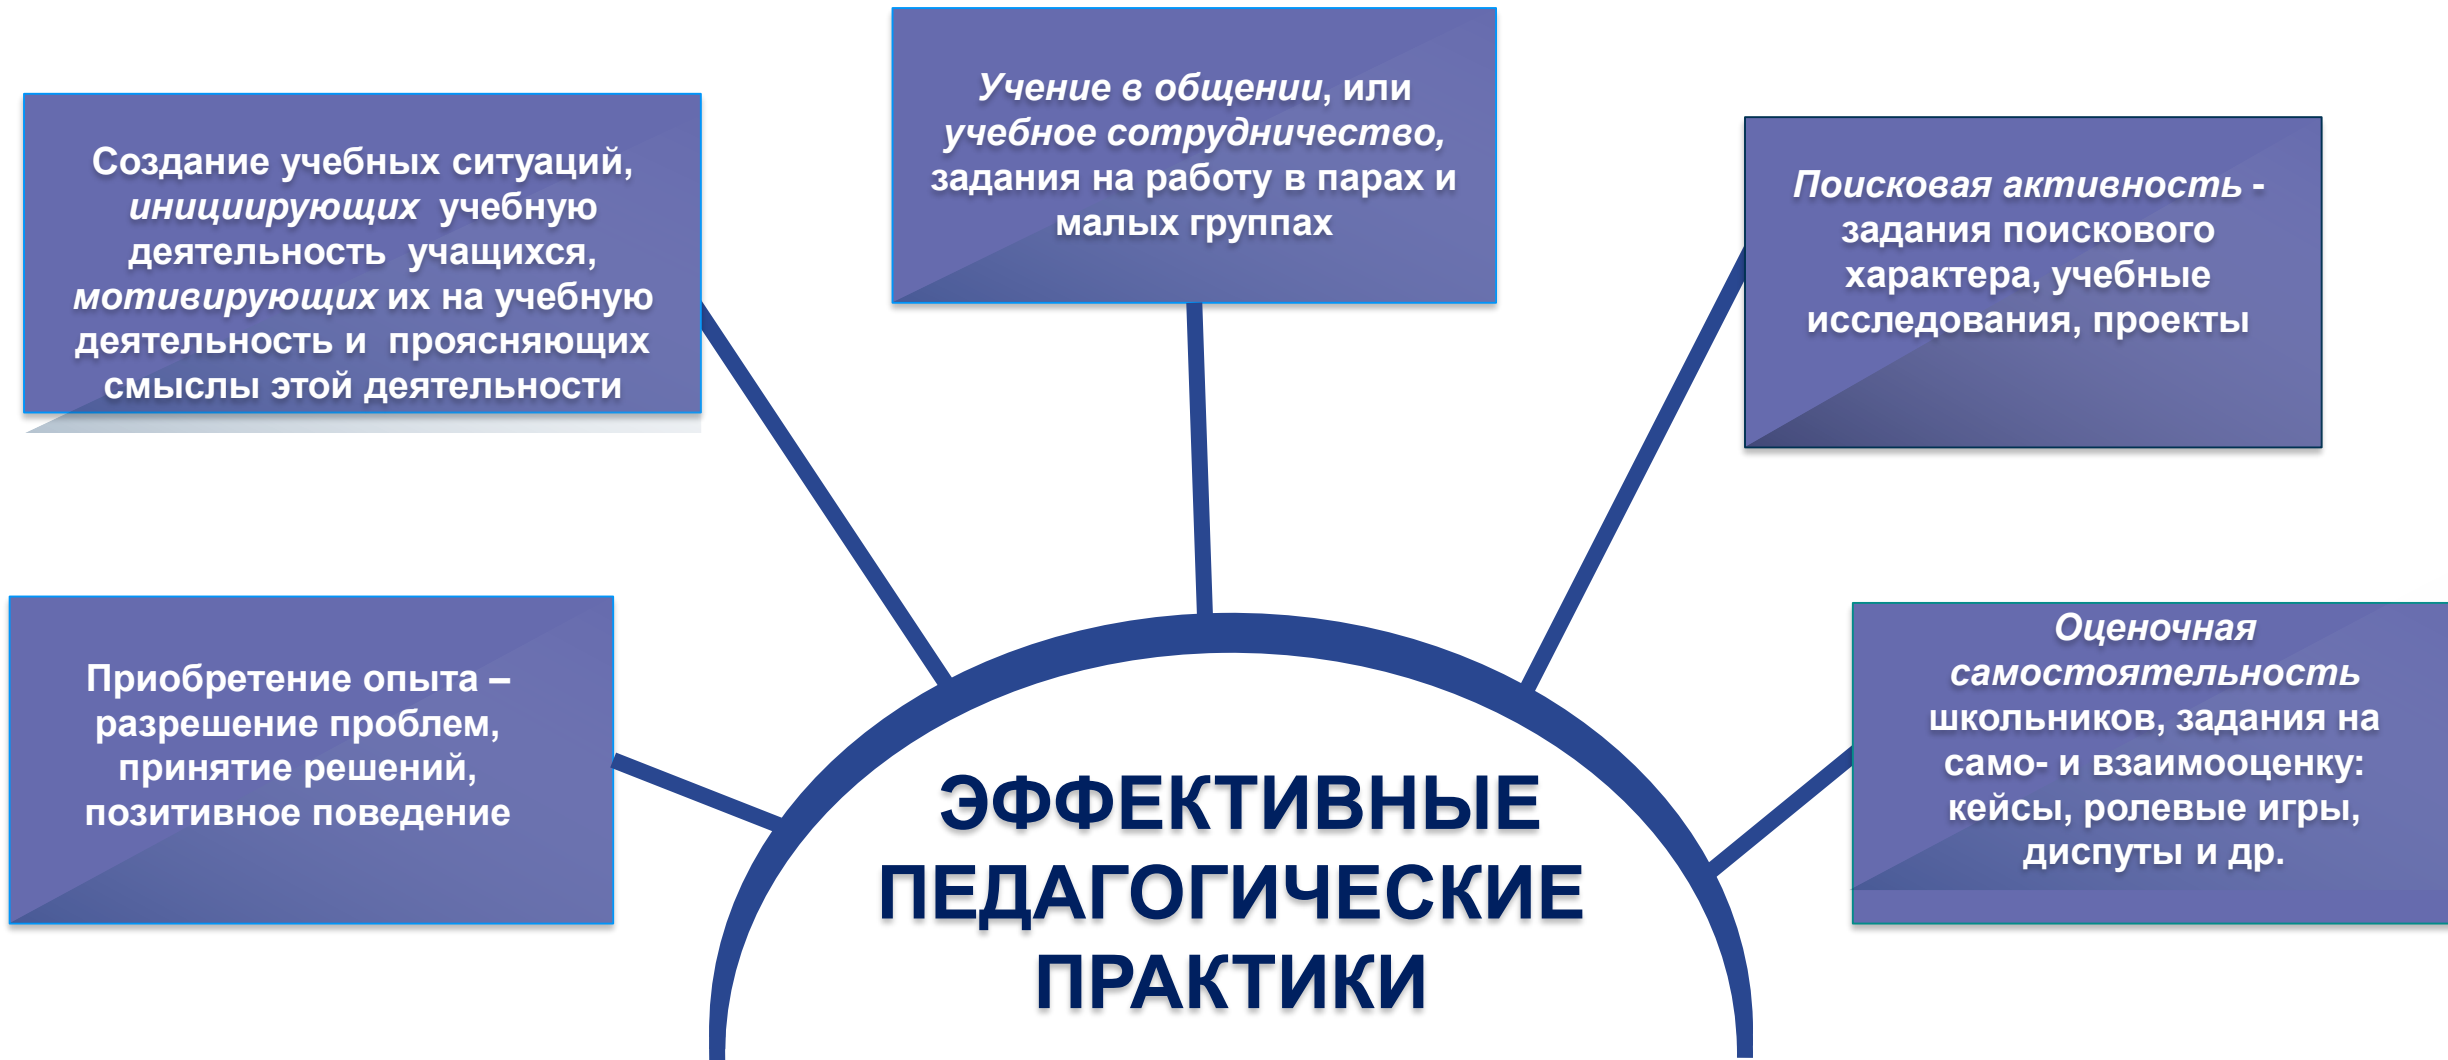 Учение в общении, или
учебное сотрудничество,
задания на работу в парах и
малых группах
Создание учебных ситуаций,
инициирующих учебную
деятельность учащихся,
мотивирующих их на учебную
деятельность и проясняющих
смыслы этой деятельности
Поисковая активность -
задания поискового
характера, учебные
исследования, проекты
Приобретение опыта –
разрешение проблем,
принятие решений,
позитивное поведение
Оценочная
самостоятельность
школьников, задания на
само- и взаимооценку:
кейсы, ролевые игры,
диспуты и др.
ЭФФЕКТИВНЫЕ
ПЕДАГОГИЧЕСКИЕ
ПРАКТИКИ